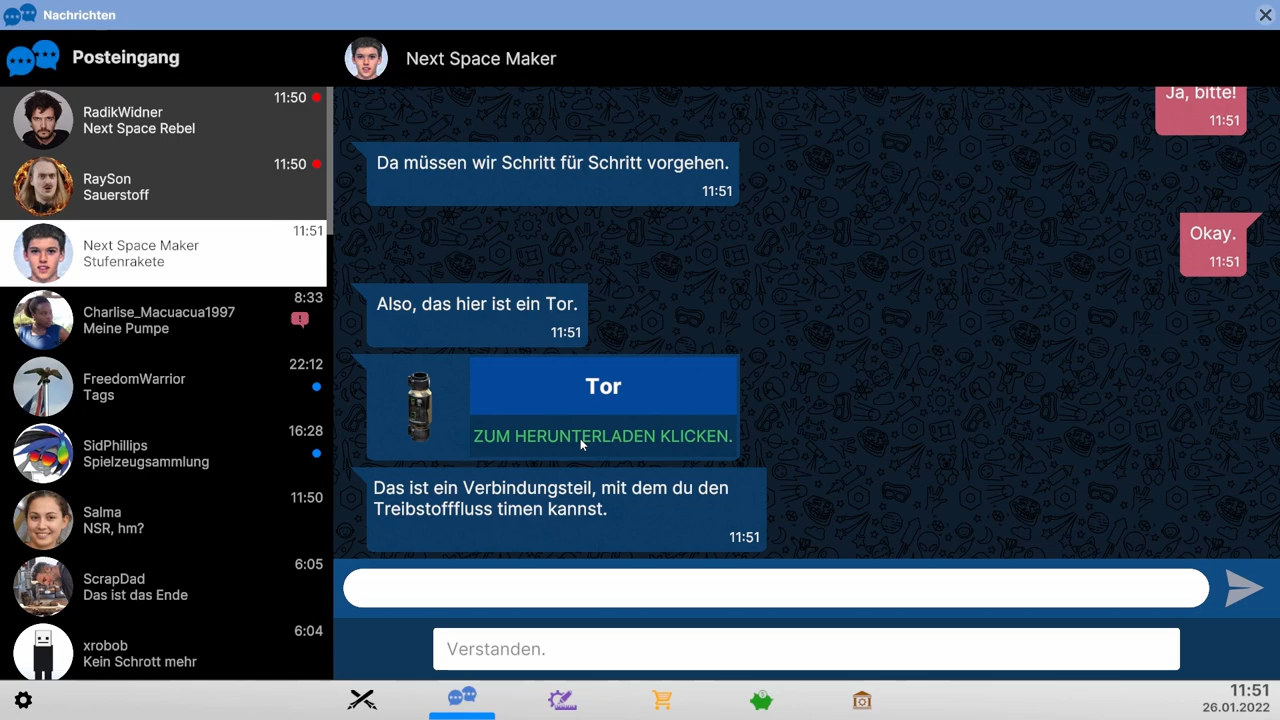 Nachrichten
Posteingang
RadikWidner
Next Space Rebel
11:50
RaySon
Sauerstoff
11:50
Next Space Maker
Stufenrakete
11:51
Charlise_Macuacua1997
Meine Pumpe
8:33
FreedomWarrior
Tags
22:12
SidPhillips
Spielzeugsammlung
16:28
Salma
NSR, hm?
11:50
ScrapDad
Das ist das Ende
6:05
xrobob
Kein Schrott mehr
6:04
Next Space Maker
Ja, bitte!
11:51
Da müssen wir Schritt für Schritt vorgehen.
11:51
Okay.
11:51
Also, das hier ist ein Tor.
11:51
Tor
ZUM HERUNTERLADEN KLICKEN.
Das ist ein Verbindungsteil, mit dem du den
Treibstofffluss timen kannst.
11:51
Verstanden.
11:51
26.01.2022